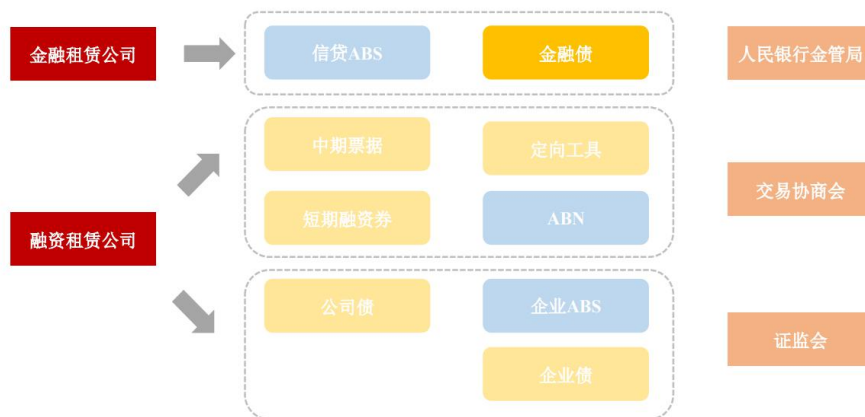 金融租赁公司
信贷ABS
金融债
人民银行金管局
中期票据
定向工具
交易协商会
短期融资券
ABN
融资租赁公司
公司债
企业ABS
证监会
企业债